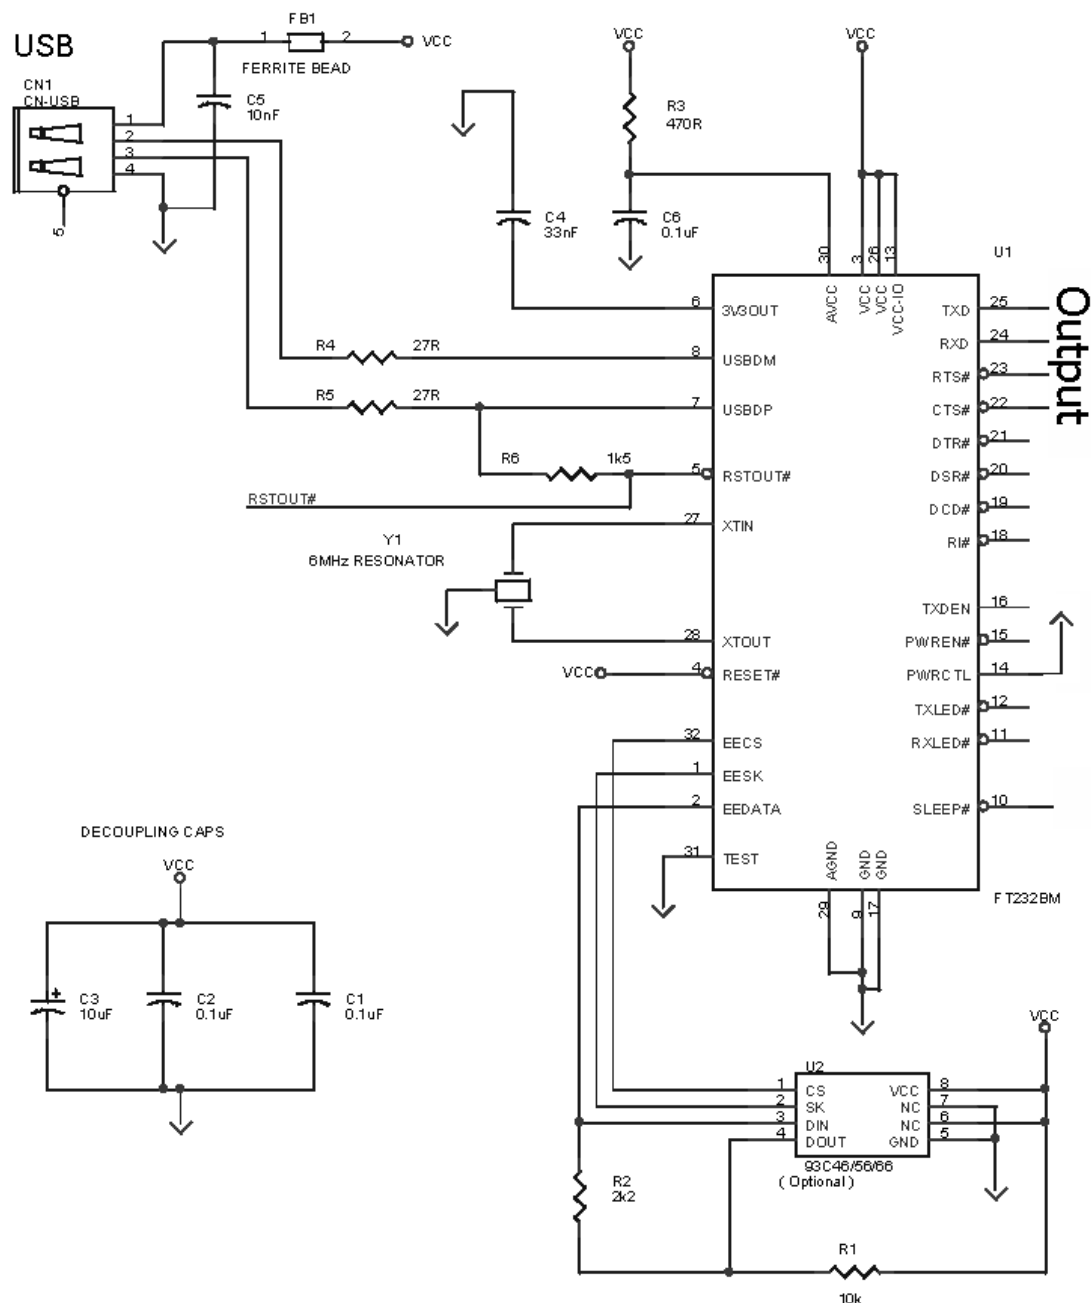 USB
CN1
CN-USB
1
2
3
4
5
1
FB1
2
VCC
FERRITE BEAD
C5
10nF
C4
33nF
VCC
R3
470R
C6
0.1uF
VCC
U1
30
3
26
13
AVCC
VCC
VCC
VCC-IO
6
3V3OUT
R4
27R
8
USBDM
R5
27R
7
USBDP
R6
1k5
5
RSTOUT#
RSTOUT#
27
XTIN
Y1
6MHz RESONATOR
28
XTOUT
VCC
4
RESET#
32
EECS
1
EESK
2
EEDATA
31
TEST
TXD
25
RXD
24
RTS#
23
CTS#
22
DTR#
21
DSR#
20
DCD#
19
RI#
18
TXDEN
16
PWREN#
15
PWRCTL
14
TXLED#
12
RXLED#
11
SLEEP#
10
Output
AGND
GND
GND
29
9
17
FT232BM
DECOUPLING CAPS
VCC
C3
10uF
+
C2
0.1uF
C1
0.1uF
VCC
U2
1
CS
VCC
8
2
SK
NC
7
3
DIN
NC
6
4
DOUT
GND
5
93C46/56/66
( Optional )
R2
2k2
R1
10k